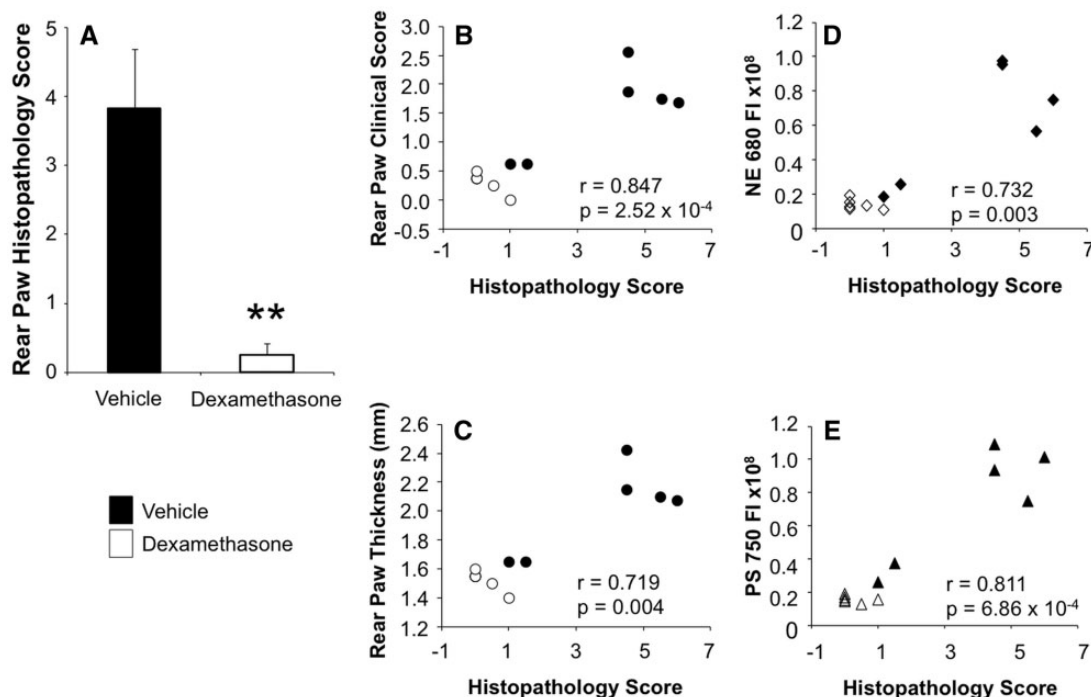 A
Rear Paw Histopathology Score
5
4
3
2
1
0
**
Vehicle
Dexamethasone
Vehicle
Dexamethasone
B
Rear Paw Clinical Score
3.0
2.5
2.0
1.5
1.0
0.5
0.0
-0.5
r = 0.847
p = 2.52 x 10⁻⁴
-1 1 3 5 7
Histopathology Score
C
Rear Paw Thickness (mm)
2.6
2.4
2.2
2.0
1.8
1.6
1.4
1.2
r = 0.719
p = 0.004
-1 1 3 5 7
Histopathology Score
D
NE 680 FI x10⁸
1.2
1.0
0.8
0.6
0.4
0.2
0
r = 0.732
p = 0.003
-1 1 3 5 7
Histopathology Score
E
PS 750 FI x10⁸
1.2
1.0
0.8
0.6
0.4
0.2
0
r = 0.811
p = 6.86 x 10⁻⁴
-1 1 3 5 7
Histopathology Score